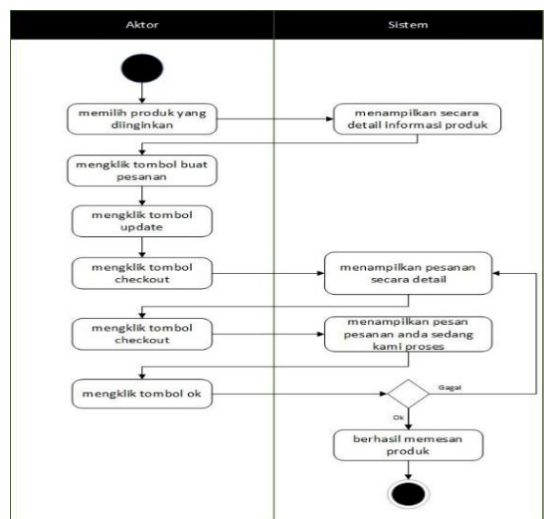 Aktor
Sistem
memilih produk yang
diinginkan
menampilkan secara
detail informasi produk
mengklik tombol buat
pesanan
mengklik tombol
update
mengklik tombol
checkout
menampilkan pesanan
secara detail
mengklik tombol
checkout
menampilkan pesan
pesanan anda sedang
kami proses
mengklik tombol ok
Gagal
Ok
berhasil memesan
produk